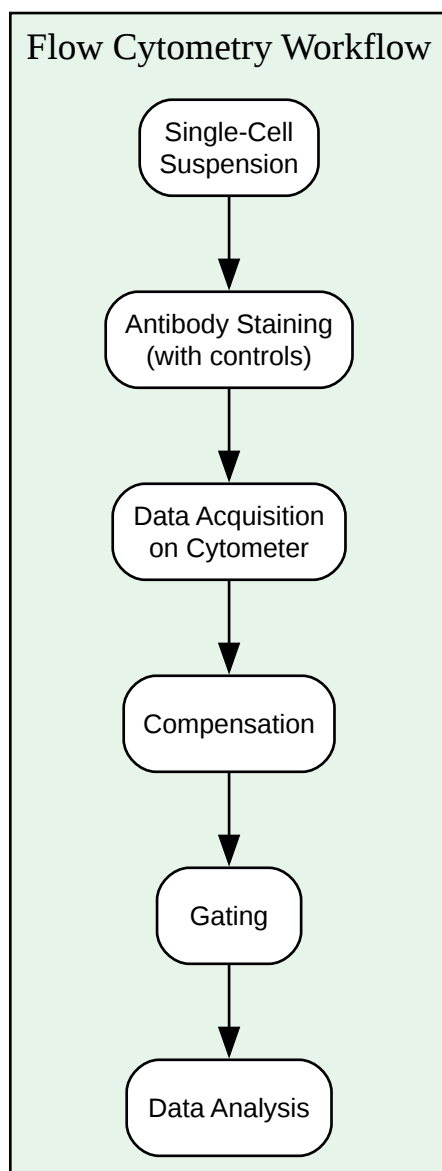 Flow Cytometry Workflow
Single-Cell
Suspension
Antibody Staining
(with controls)
Data Acquisition
on Cytometer
Compensation
Gating
Data Analysis